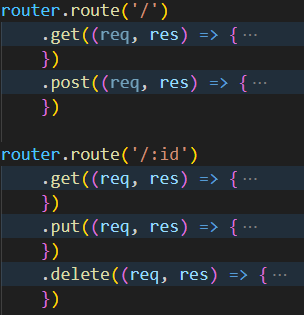 router.route('/')
    .get((req, res) => {···
    })
    .post((req, res) => {···
    })

router.route('/:id')
    .get((req, res) => {···
    })
    .put((req, res) => {···
    })
    .delete((req, res) => {···
    })